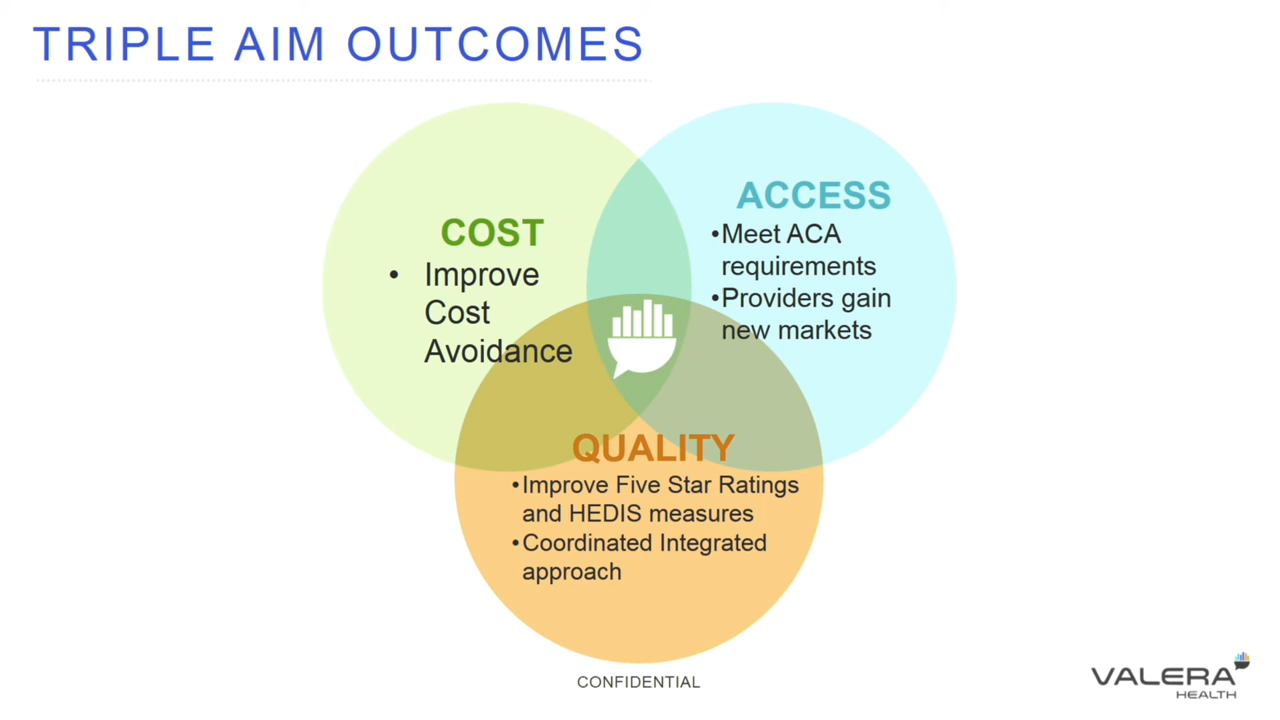 TRIPLE AIM OUTCOMES
COST
• Improve
Cost
Avoidance
ACCESS
•Meet ACA
requirements
•Providers gain
new markets
QUALITY
•Improve Five Star Ratings
and HEDIS measures
•Coordinated Integrated
approach
CONFIDENTIAL
VALERA
HEALTH